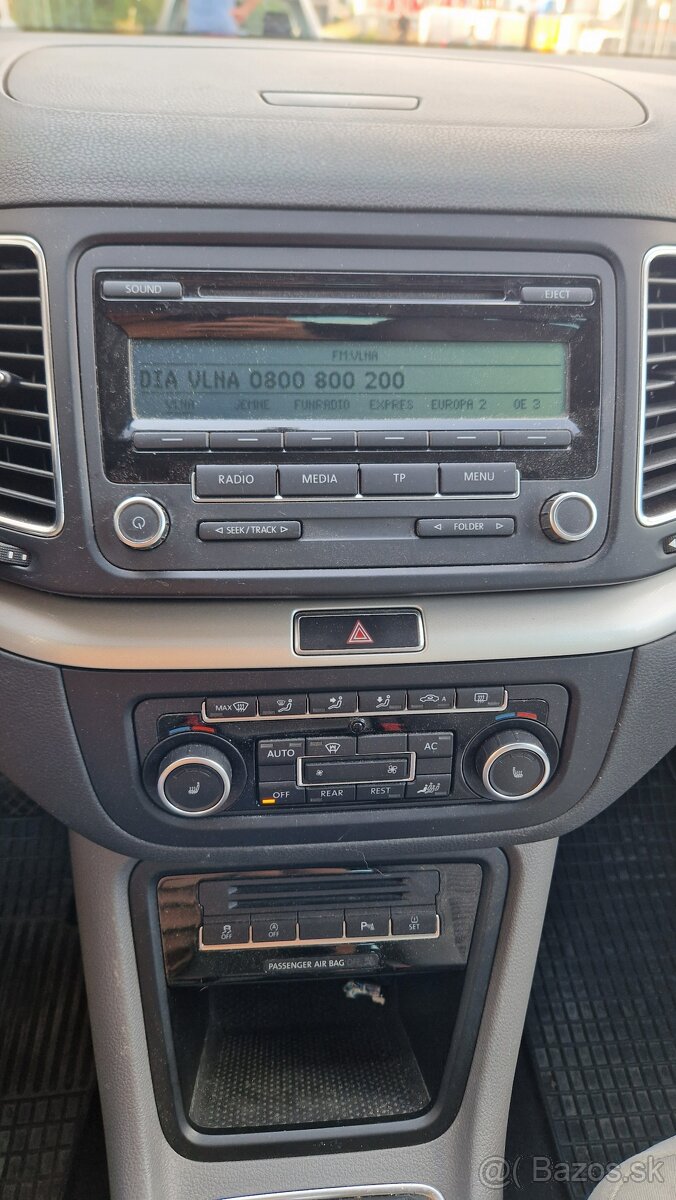 SOUND
EJECT
FM:VLNA
DIA VLNA 0800 800 200
VLNA JEMNE FUNRADIO EXPRES EUROPA 2 OE 3
RADIO MEDIA TP MENU
SEEK / TRACK
FOLDER
MAX
A
AUTO
AC
OFF REAR REST
OFF
OFF
P
SET
PASSENGER AIR BAG
@( Bazos.sk